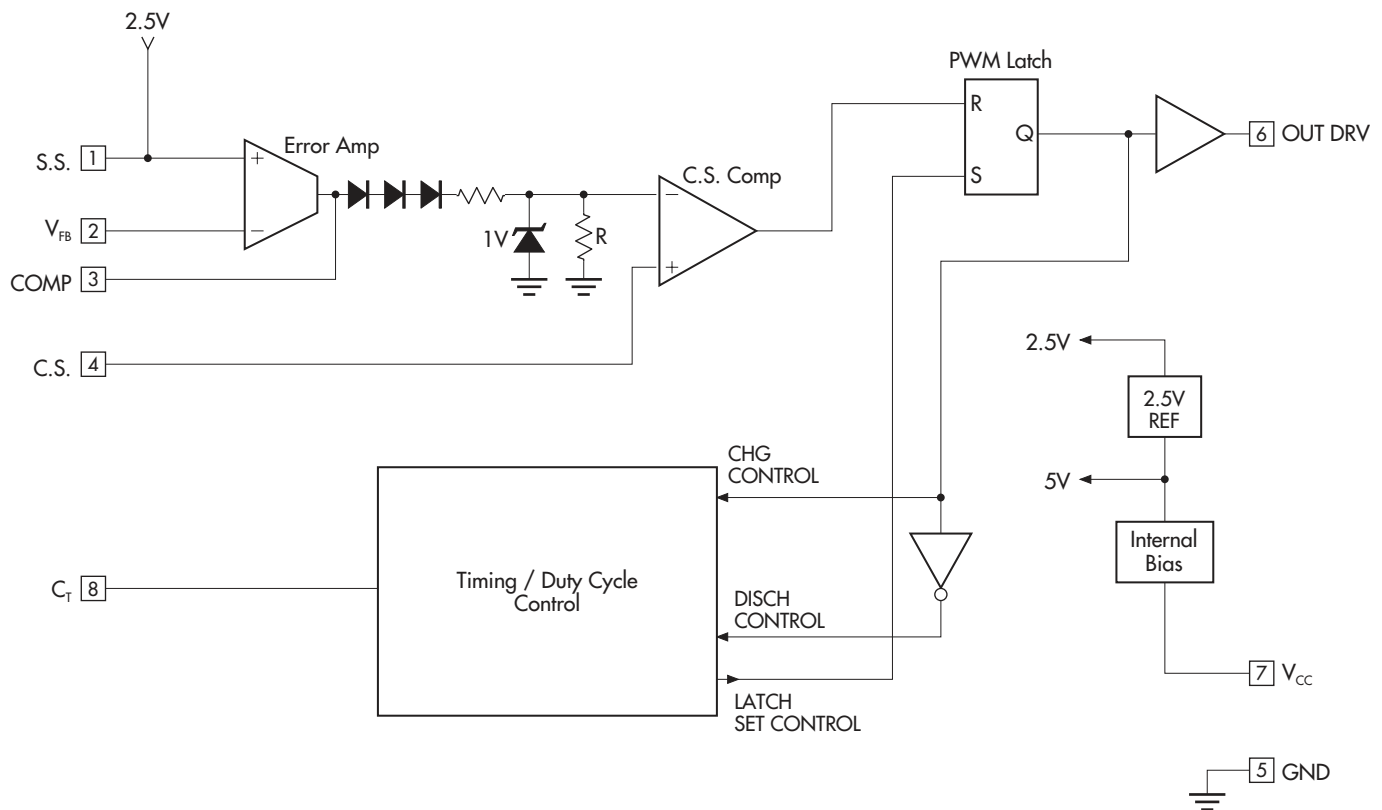 2.5V
PWM Latch
R
Q
S
6 OUT DRV
Error Amp
S.S. 1
+
C.S. Comp
V_FB 2
−
−
1V
R
+
COMP 3
C.S. 4
2.5V
2.5V
REF
5V
CHG
CONTROL
Internal
Bias
C_T 8
Timing / Duty Cycle
Control
DISCH
CONTROL
7 V_CC
LATCH
SET CONTROL
5 GND